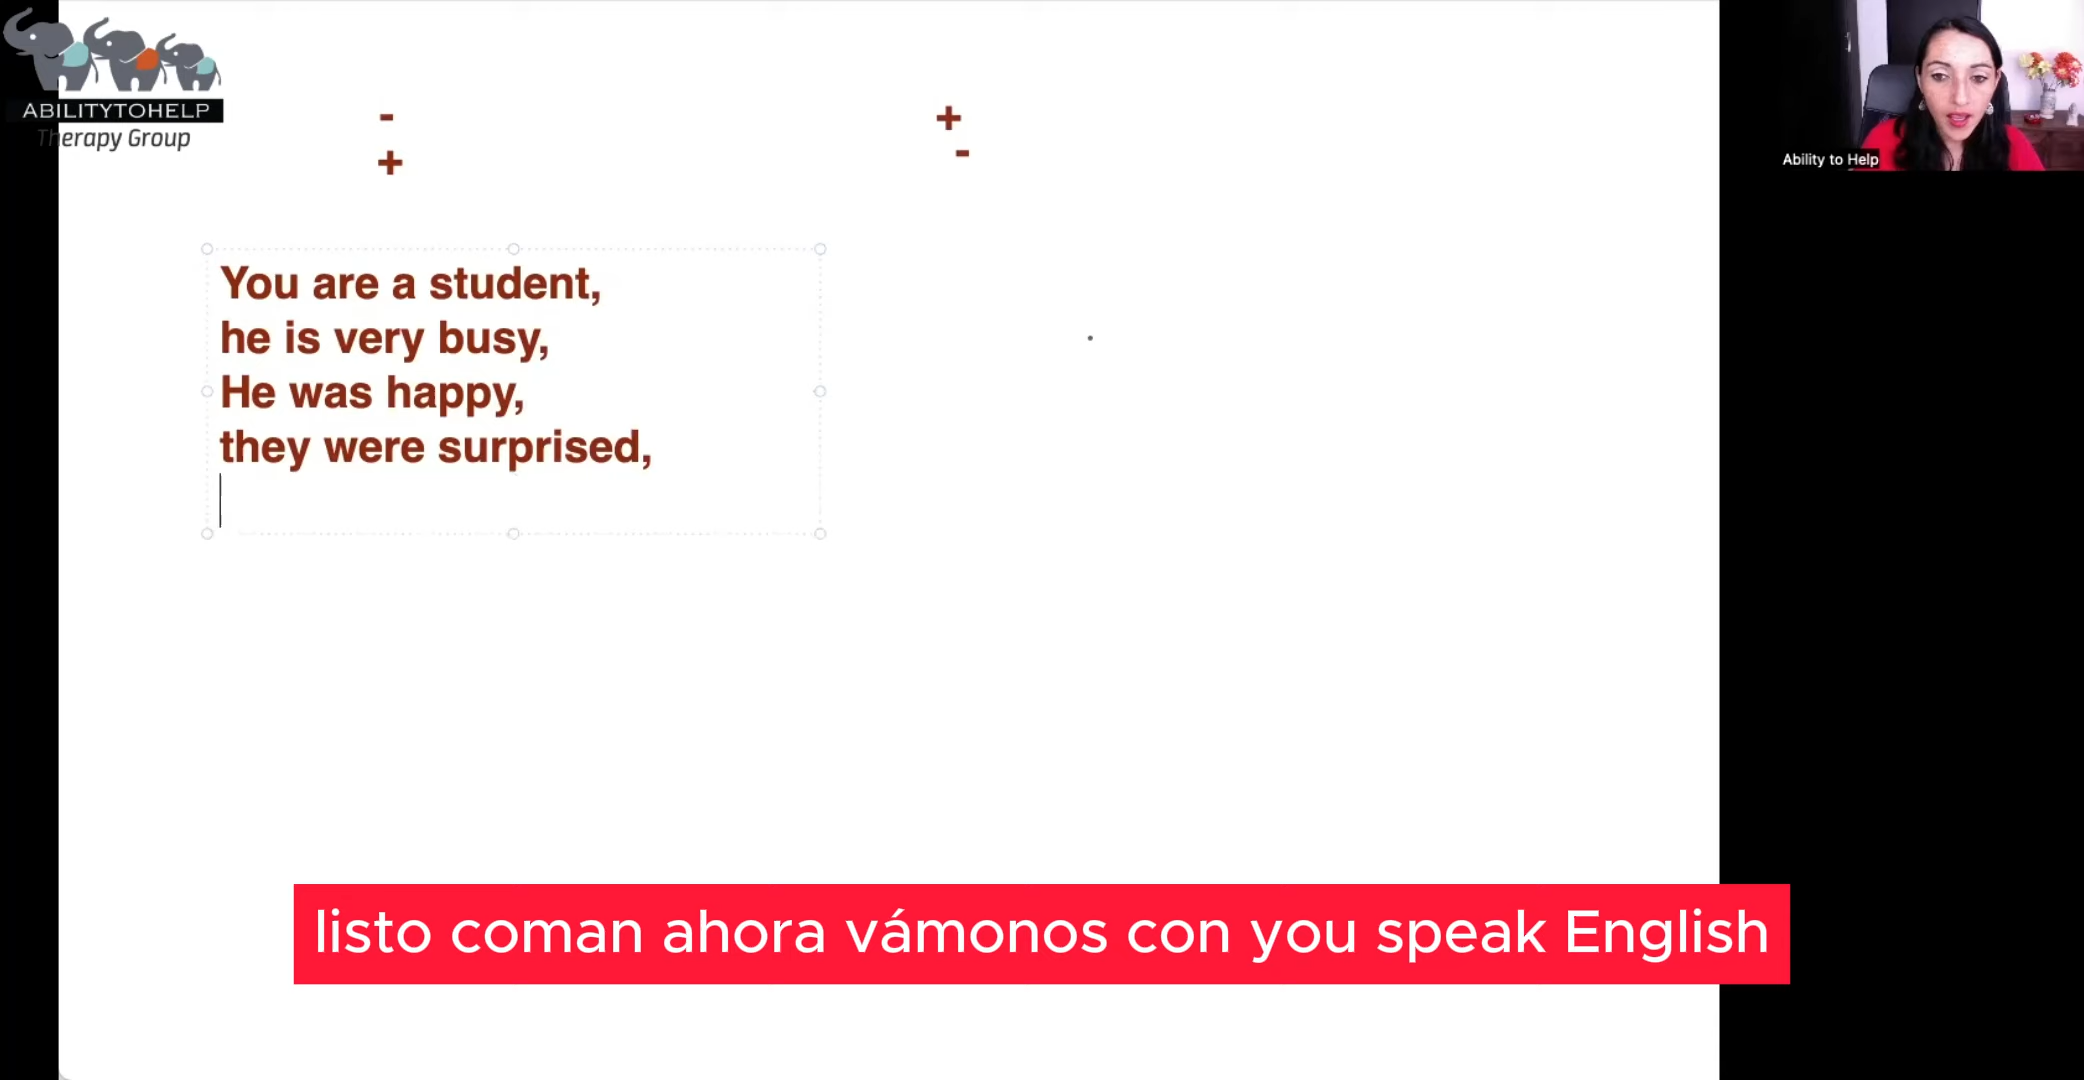 ABILITYTOHELP
Therapy Group
-
+
+
-
You are a student,
he is very busy,
He was happy,
they were surprised,
Ability to Help
listo coman ahora vámonos con you speak English